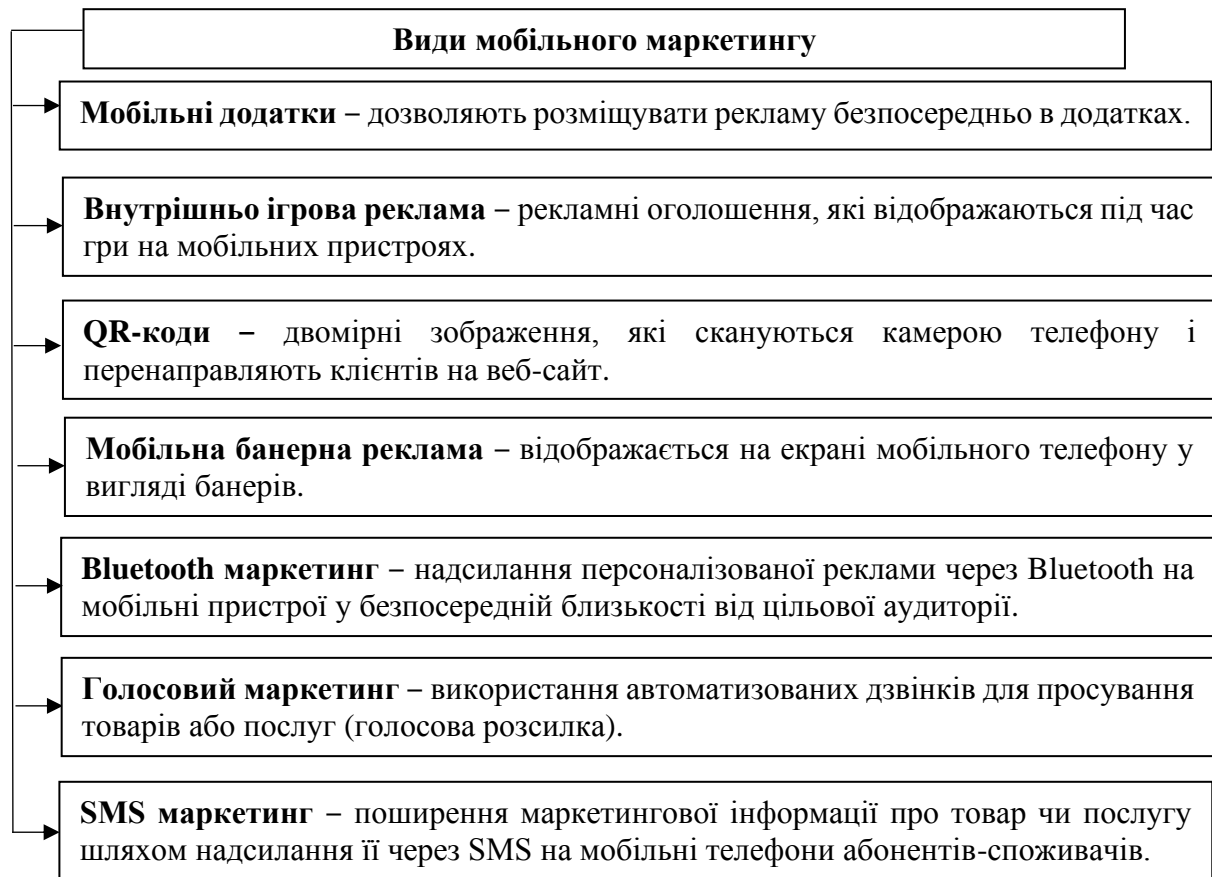 Види мобільного маркетингу
Мобільні додатки – дозволяють розміщувати рекламу безпосередньо в додатках.
Внутрішньо ігрова реклама – рекламні оголошення, які відображаються під час
гри на мобільних пристроях.
QR-коди – двомірні зображення, які скануються камерою телефону і
перенаправляють клієнтів на веб-сайт.
Мобільна банерна реклама – відображається на екрані мобільного телефону у
вигляді банерів.
Bluetooth маркетинг – надсилання персоналізованої реклами через Bluetooth на
мобільні пристрої у безпосередній близькості від цільової аудиторії.
Голосовий маркетинг – використання автоматизованих дзвінків для просування
товарів або послуг (голосова розсилка).
SMS маркетинг – поширення маркетингової інформації про товар чи послугу
шляхом надсилання її через SMS на мобільні телефони абонентів-споживачів.